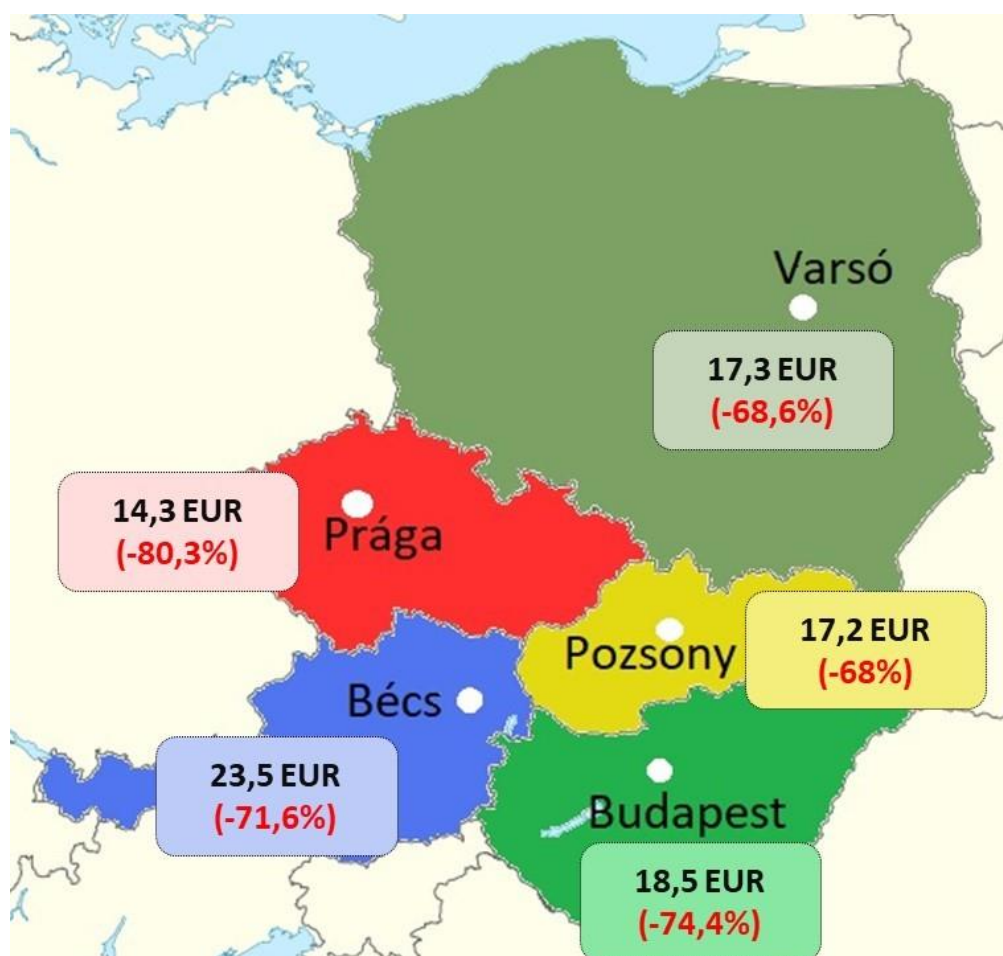 Varsó
17,3 EUR
(-68,6%)
14,3 EUR
(-80,3%)
Prága
17,2 EUR
(-68%)
Pozsony
Bécs
23,5 EUR
(-71,6%)
Budapest
18,5 EUR
(-74,4%)